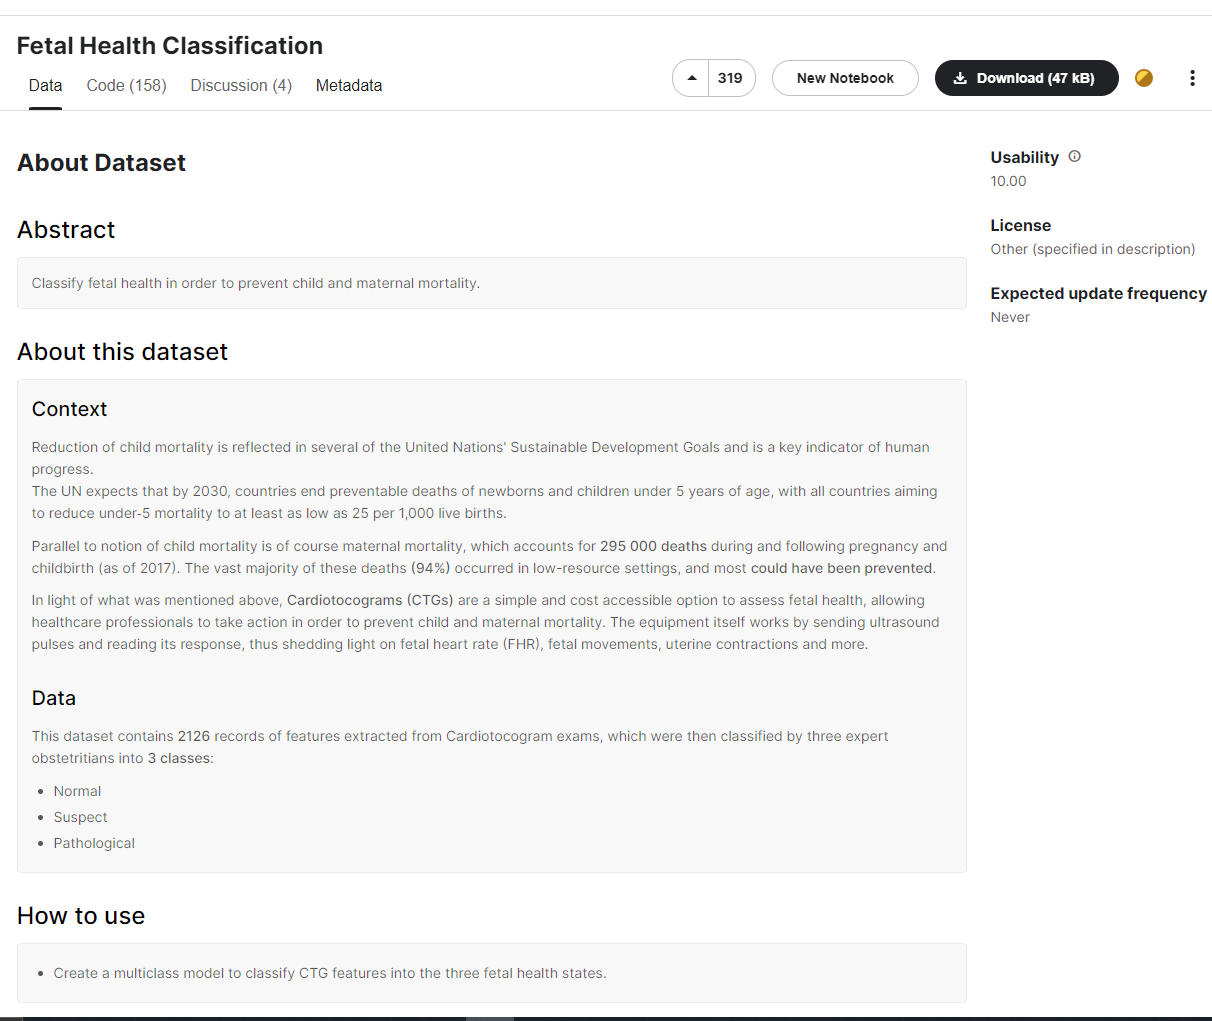 Fetal Health Classification
Data Code (158) Discussion (4) Metadata
319 New Notebook Download (47 kB)
About Dataset
Usability
10.00
License
Other (specified in description)
Expected update frequency
Never
Abstract
Classify fetal health in order to prevent child and maternal mortality.
About this dataset
Context
Reduction of child mortality is reflected in several of the United Nations' Sustainable Development Goals and is a key indicator of human
progress.
The UN expects that by 2030, countries end preventable deaths of newborns and children under 5 years of age, with all countries aiming
to reduce under‑5 mortality to at least as low as 25 per 1,000 live births.
Parallel to notion of child mortality is of course maternal mortality, which accounts for 295 000 deaths during and following pregnancy and
childbirth (as of 2017). The vast majority of these deaths (94%) occurred in low-resource settings, and most could have been prevented.
In light of what was mentioned above, Cardiotocograms (CTGs) are a simple and cost accessible option to assess fetal health, allowing
healthcare professionals to take action in order to prevent child and maternal mortality. The equipment itself works by sending ultrasound
pulses and reading its response, thus shedding light on fetal heart rate (FHR), fetal movements, uterine contractions and more.
Data
This dataset contains 2126 records of features extracted from Cardiotocogram exams, which were then classified by three expert
obstetritians into 3 classes:
• Normal
• Suspect
• Pathological
How to use
• Create a multiclass model to classify CTG features into the three fetal health states.